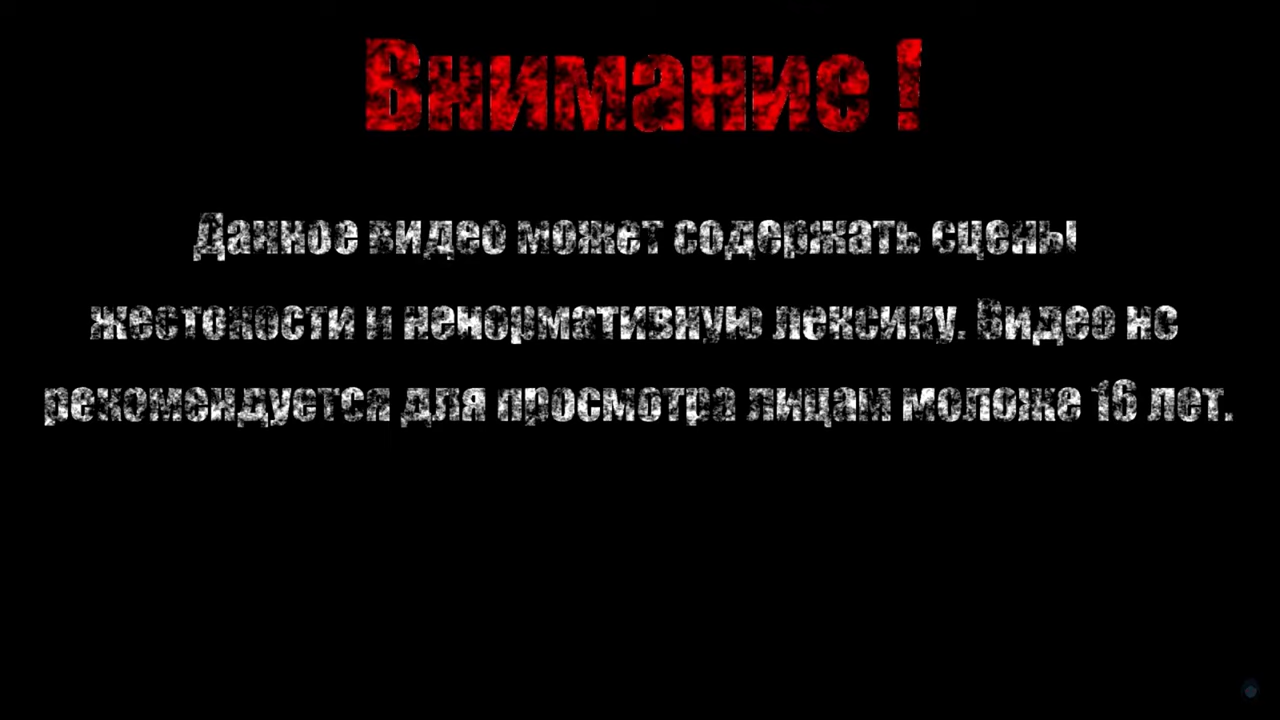 Внимание !
Данное видео может содержать сцены
жестокости и ненормативную лексику. Видео не
рекомендуется для просмотра лицам моложе 16 лет.